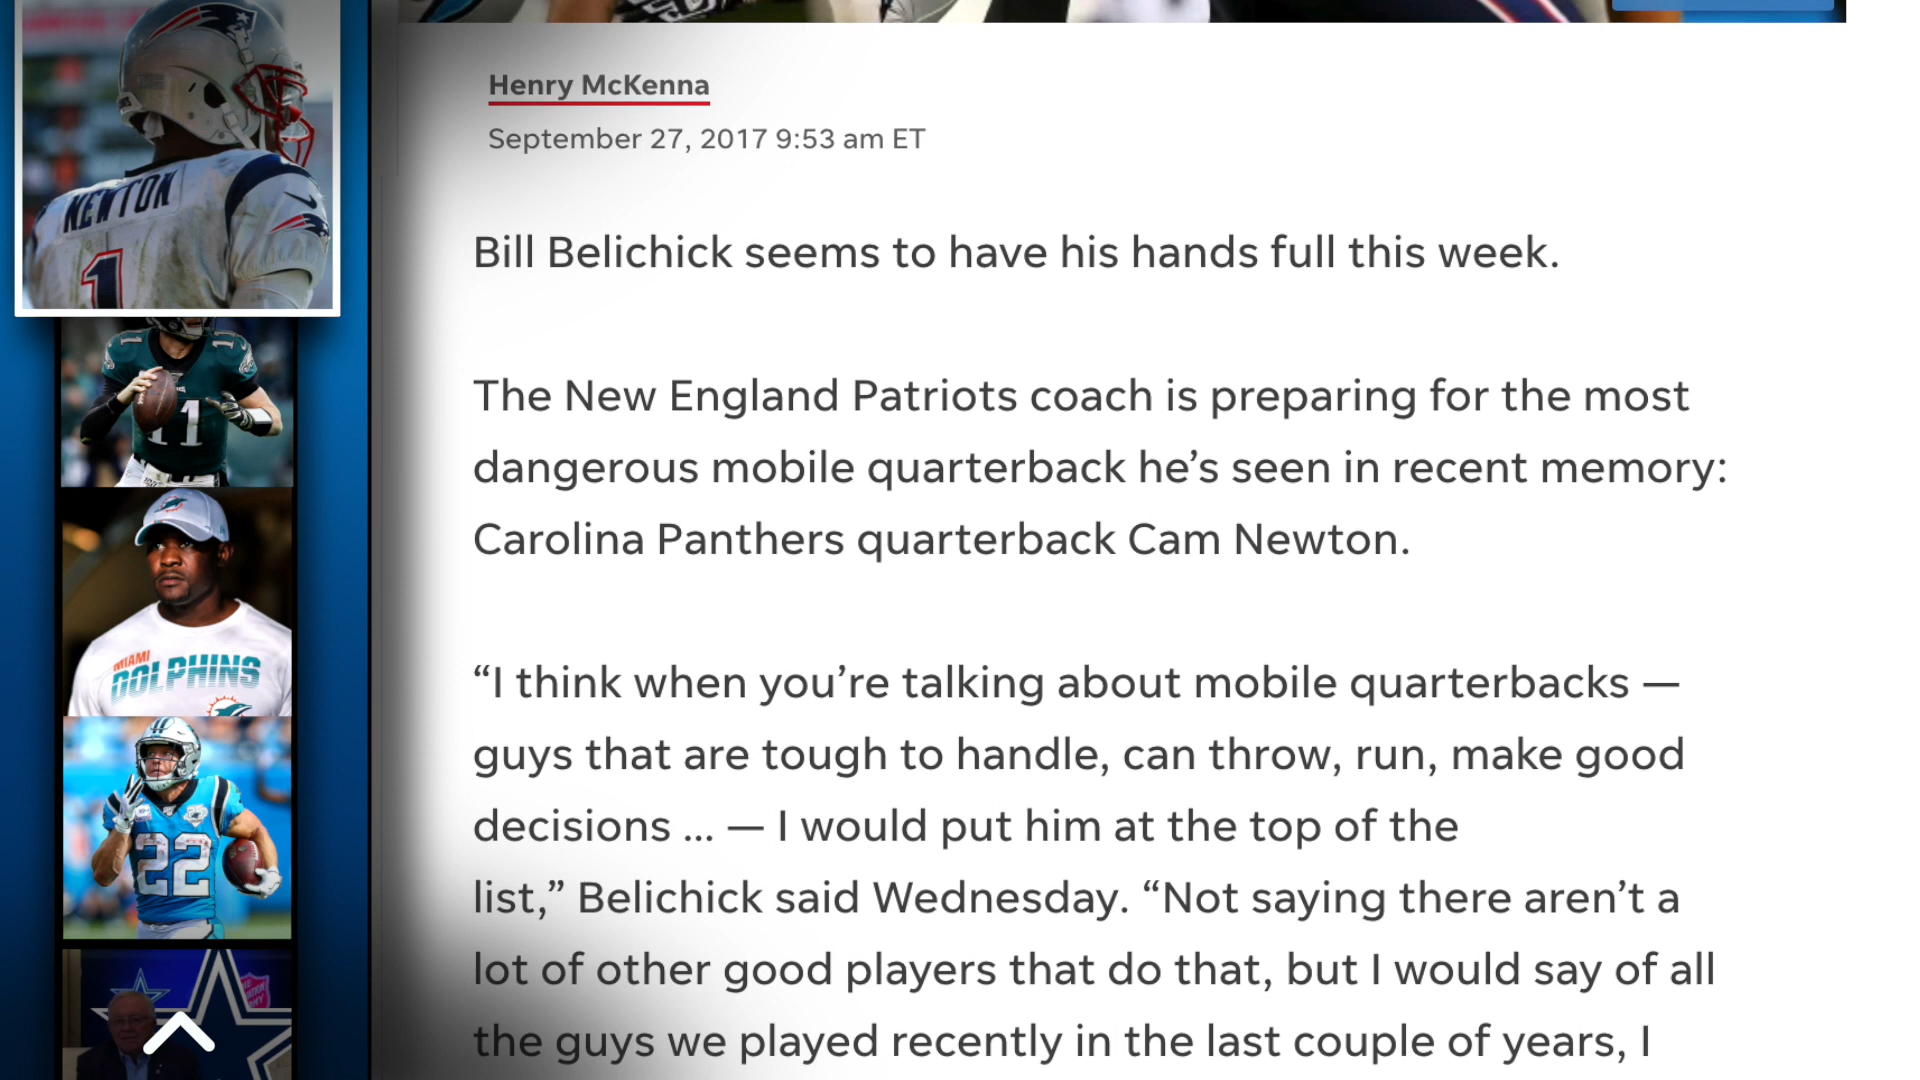 Henry McKenna
September 27, 2017 9:53 am ET
Bill Belichick seems to have his hands full this week.
The New England Patriots coach is preparing for the most
dangerous mobile quarterback he’s seen in recent memory:
Carolina Panthers quarterback Cam Newton.
“I think when you’re talking about mobile quarterbacks —
guys that are tough to handle, can throw, run, make good
decisions ... — I would put him at the top of the
list,” Belichick said Wednesday. “Not saying there aren’t a
lot of other good players that do that, but I would say of all
the guys we played recently in the last couple of years, I
NEWTON
1
11
11
MIAMI
DOLPHINS
22